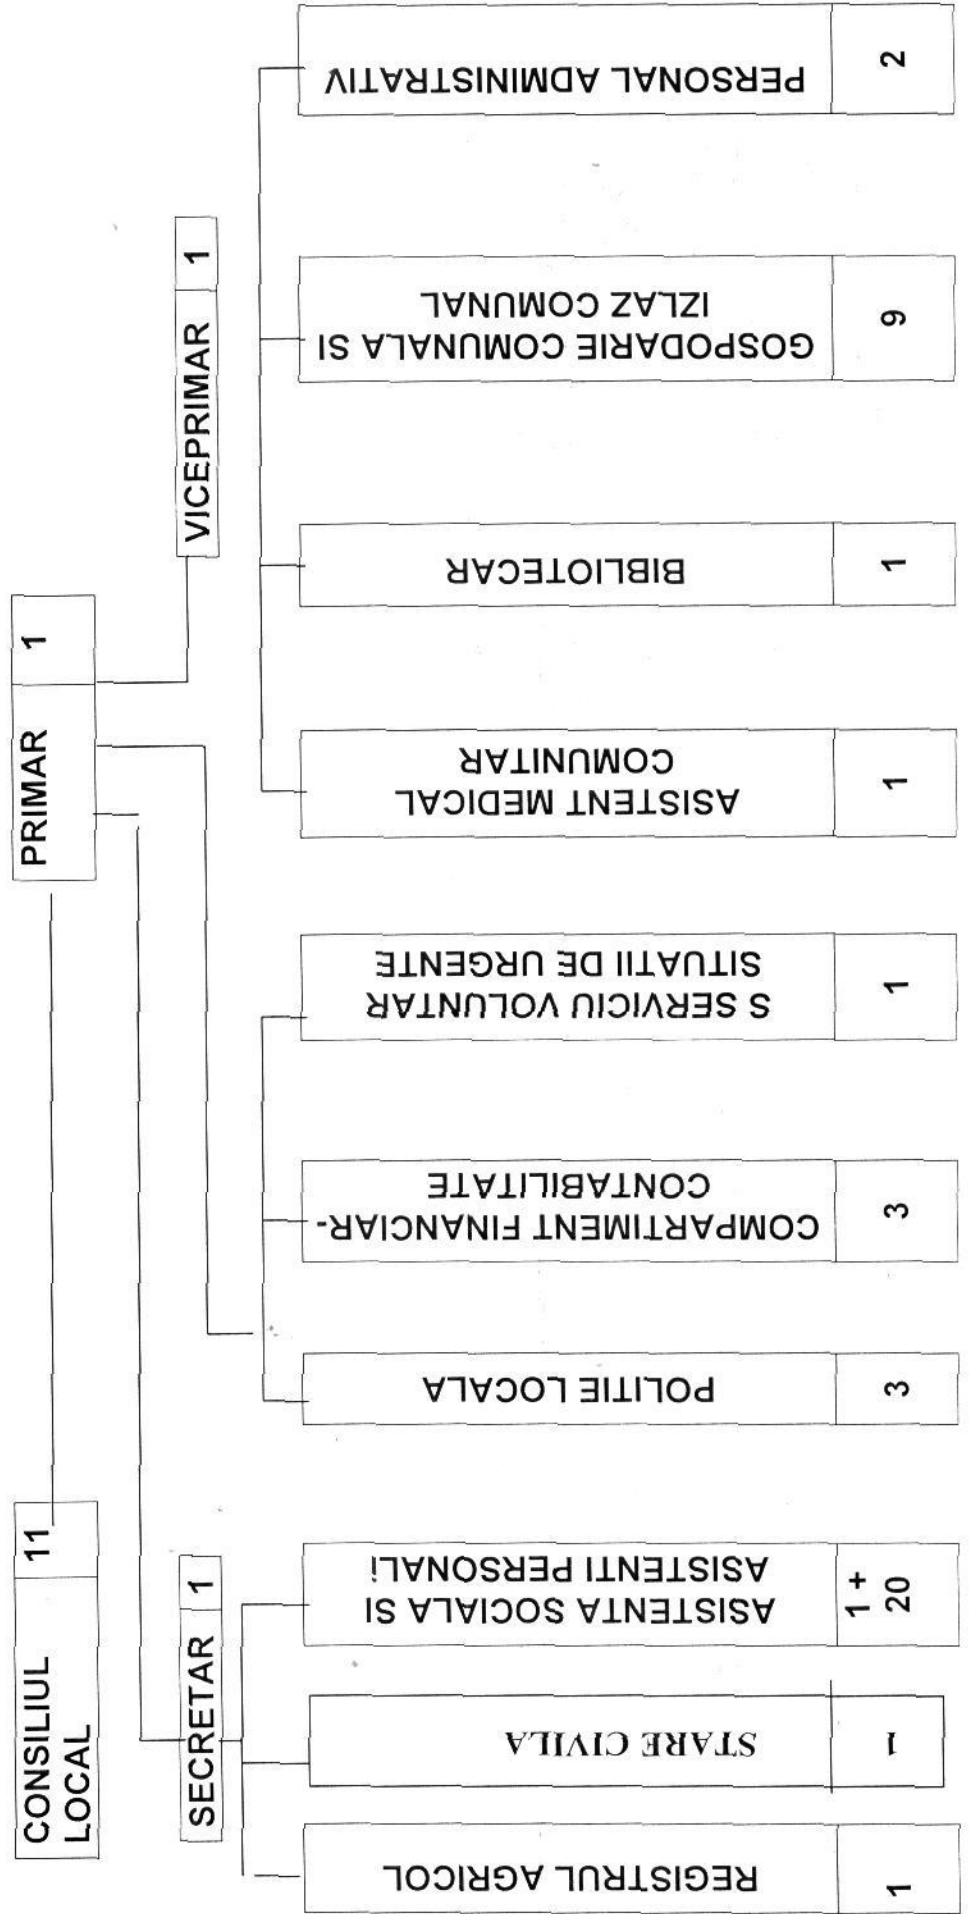 CONSILIUL
LOCAL
11
PRIMAR
1
SECRETAR
1
VICEPRIMAR
1
REGISTRUL AGRICOL
1
STARE CIVILA
1
ASISTENTA SOCIALA SI
ASISTENTI PERSONALI
1 +
20
POLITIE LOCALA
3
COMPARTIMENT FINANCIAR-
CONTABILITATE
3
S SERVICIU VOLUNTAR
SITUATII DE URGENTE
1
ASISTENT MEDICAL
COMUNITAR
1
BIBLIOTECAR
1
GOSPODARIE COMUNALA SI
IZLAZ COMUNAL
9
PERSONAL ADMINISTRATIV
2